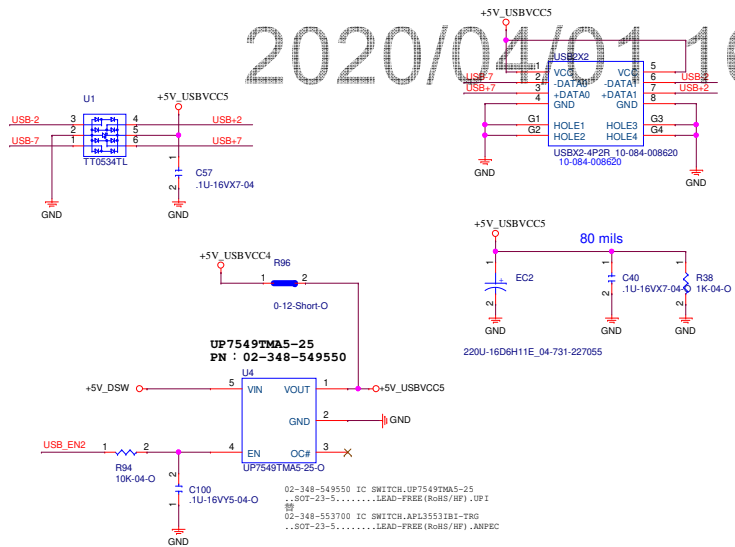 2020/04/01 1
+5V_USBVCC5
USB2X2
USB-7
USB+7
1
2
3
4
VCC
-DATA0
+DATA0
GND
VCC
-DATA1
+DATA1
GND
5
6
7
8
USB-2
USB+2
G1
G2
HOLE1
HOLE2
HOLE3
HOLE4
G3
G4
USBX2-4P2R_10-084-008620
10-084-008620
GND
GND
U1
+5V_USBVCC5
USB-2
3
4
USB+2
2
5
USB-7
1
6
USB+7
TT0534TL
1
C57
.1U-16VX7-04
2
GND
GND
+5V_USBVCC5
80 mils
1
EC2
+
2
GND
220U-16D6H11E_04-731-227055
1
C40
.1U-16VX7-04
2
GND
1
R38
1K-04-O
2
GND
+5V_USBVCC4
R96
1
2
0-12-Short-O
UP7549TMA5-25
PN：02-348-549550
U4
+5V_DSW
5
VIN
VOUT
1
+5V_USBVCC5
GND
2
GND
USB_EN2
1
2
4
EN
OC#
3
R94
10K-04-O
UP7549TMA5-25-O
2
C100
.1U-16VY5-04-O
1
GND
02-348-549550 IC SWITCH.UP7549TMA5-25
..SOT-23-5........LEAD-FREE(RoHS/HF).UPI
替
02-348-553700 IC SWITCH.APL3553IBI-TRG
..SOT-23-5........LEAD-FREE(RoHS/HF).ANPEC